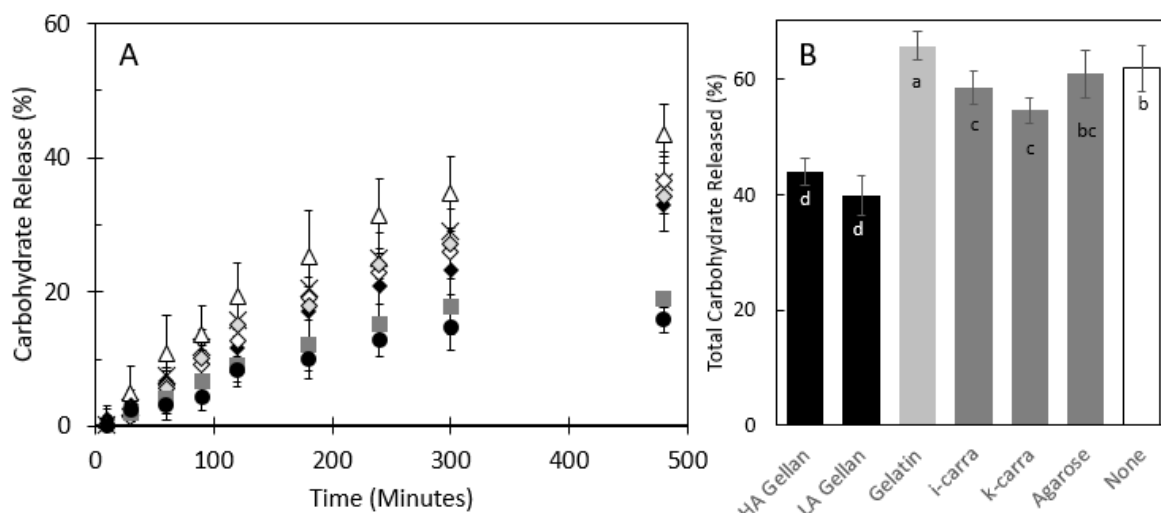 A
Carbohydrate Release (%)
60
40
20
0
0 100 200 300 400 500
Time (Minutes)
B
Total Carbohydrate Released (%)
60
40
20
0
a
b
c
c
bc
d
d
HA Gellan
LA Gellan
Gelatin
i-carra
k-carra
Agarose
None